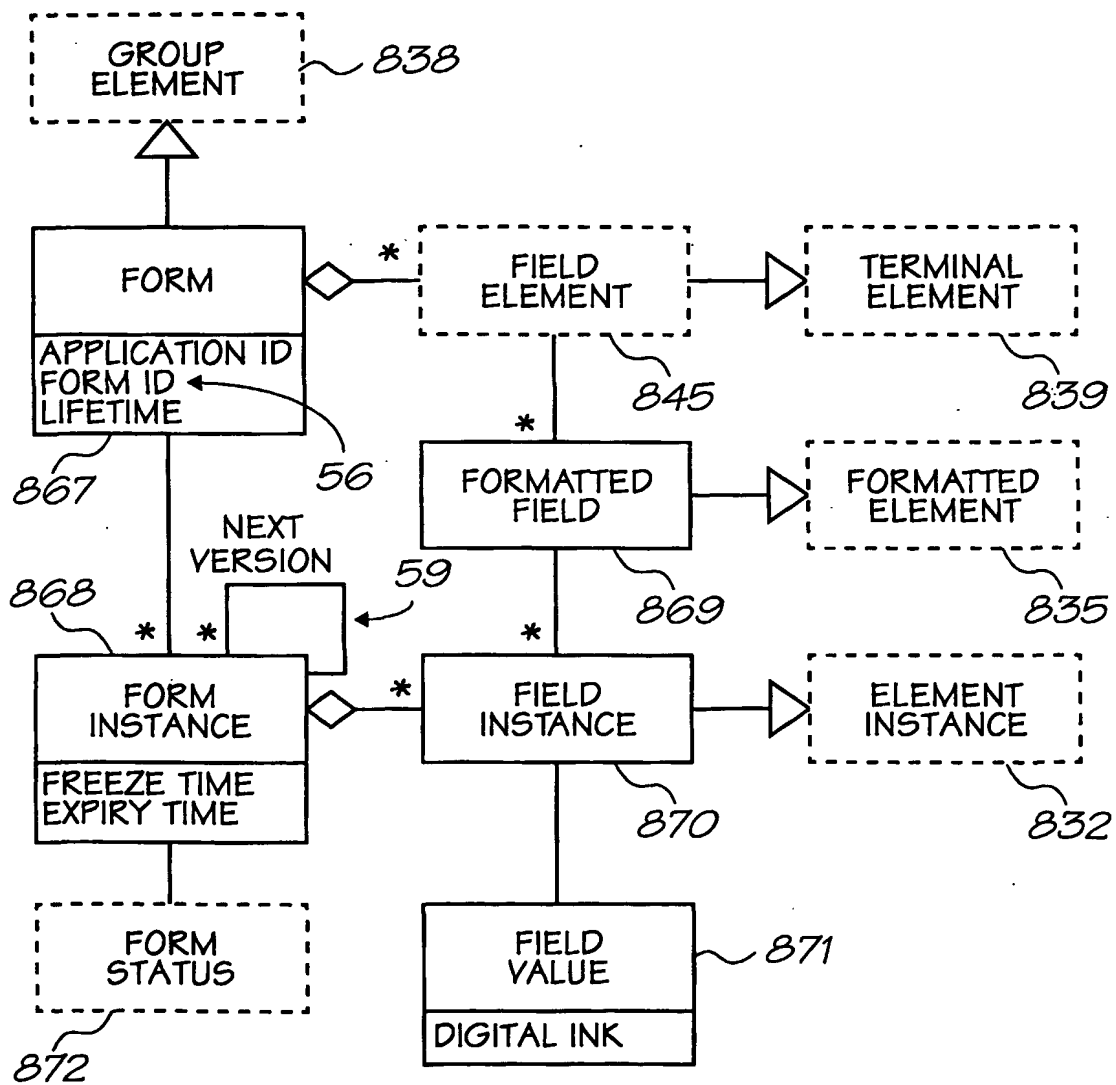 GROUP
ELEMENT
838
*
FORM
FIELD
ELEMENT
TERMINAL
ELEMENT
APPLICATION ID
FORM ID
LIFETIME
845
839
*
867
56
FORMATTED
FIELD
FORMATTED
ELEMENT
NEXT
VERSION
59
869
835
868
*
*
*
*
FORM
INSTANCE
FIELD
INSTANCE
ELEMENT
INSTANCE
FREEZE TIME
EXPIRY TIME
870
832
FORM
STATUS
FIELD
VALUE
871
DIGITAL INK
872